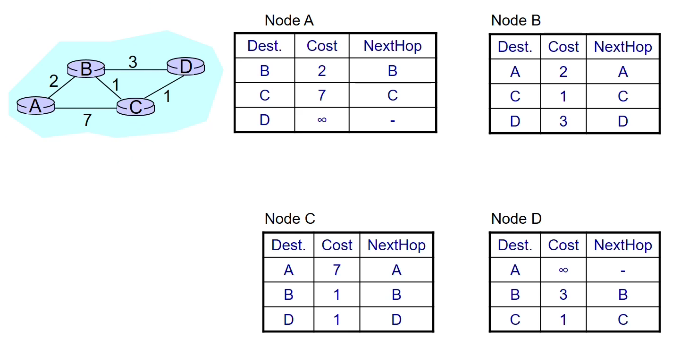 Node A
Dest. Cost NextHop
B 2 B
C 7 C
D ∞ -
Node B
Dest. Cost NextHop
A 2 A
C 1 C
D 3 D
B 3 D
2 1 1
A C
7
Node C
Dest. Cost NextHop
A 7 A
B 1 B
D 1 D
Node D
Dest. Cost NextHop
A ∞ -
B 3 B
C 1 C